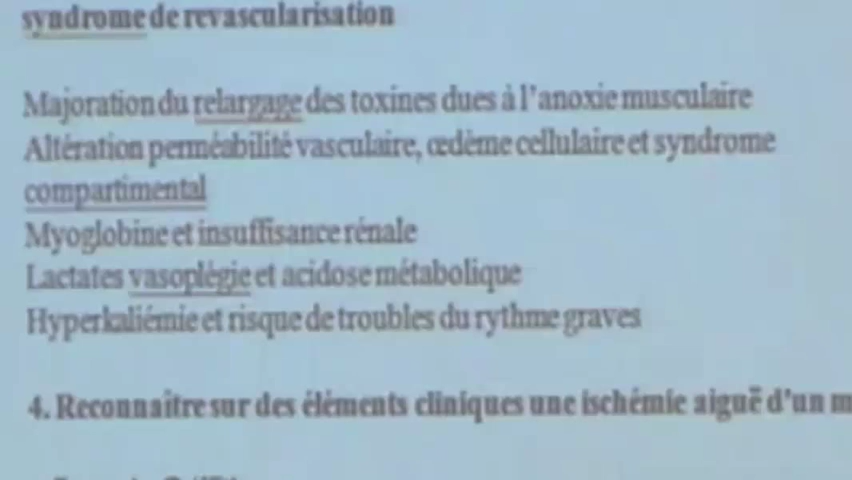 syndrome de revascularisation
Majoration du relargage des toxines dues à l'anoxie musculaire
Altération perméabilité vasculaire, œdème cellulaire et syndrome
compartimental
Myoglobine et insuffisance rénale
Lactates vasoplégie et acidose métabolique
Hyperkaliémie et risque de troubles du rythme graves
4. Reconnaître sur des éléments cliniques une ischémie aiguë d'un m